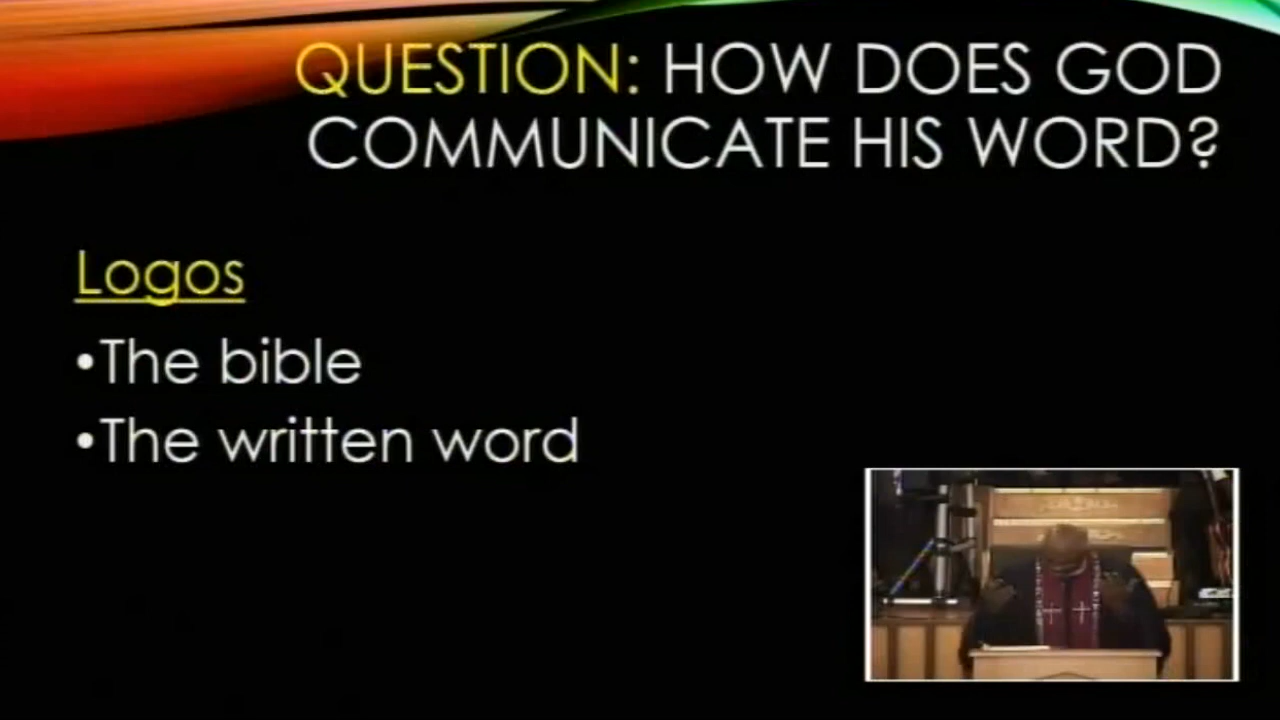 QUESTION: HOW DOES GOD
COMMUNICATE HIS WORD?
Logos
•The bible
•The written word